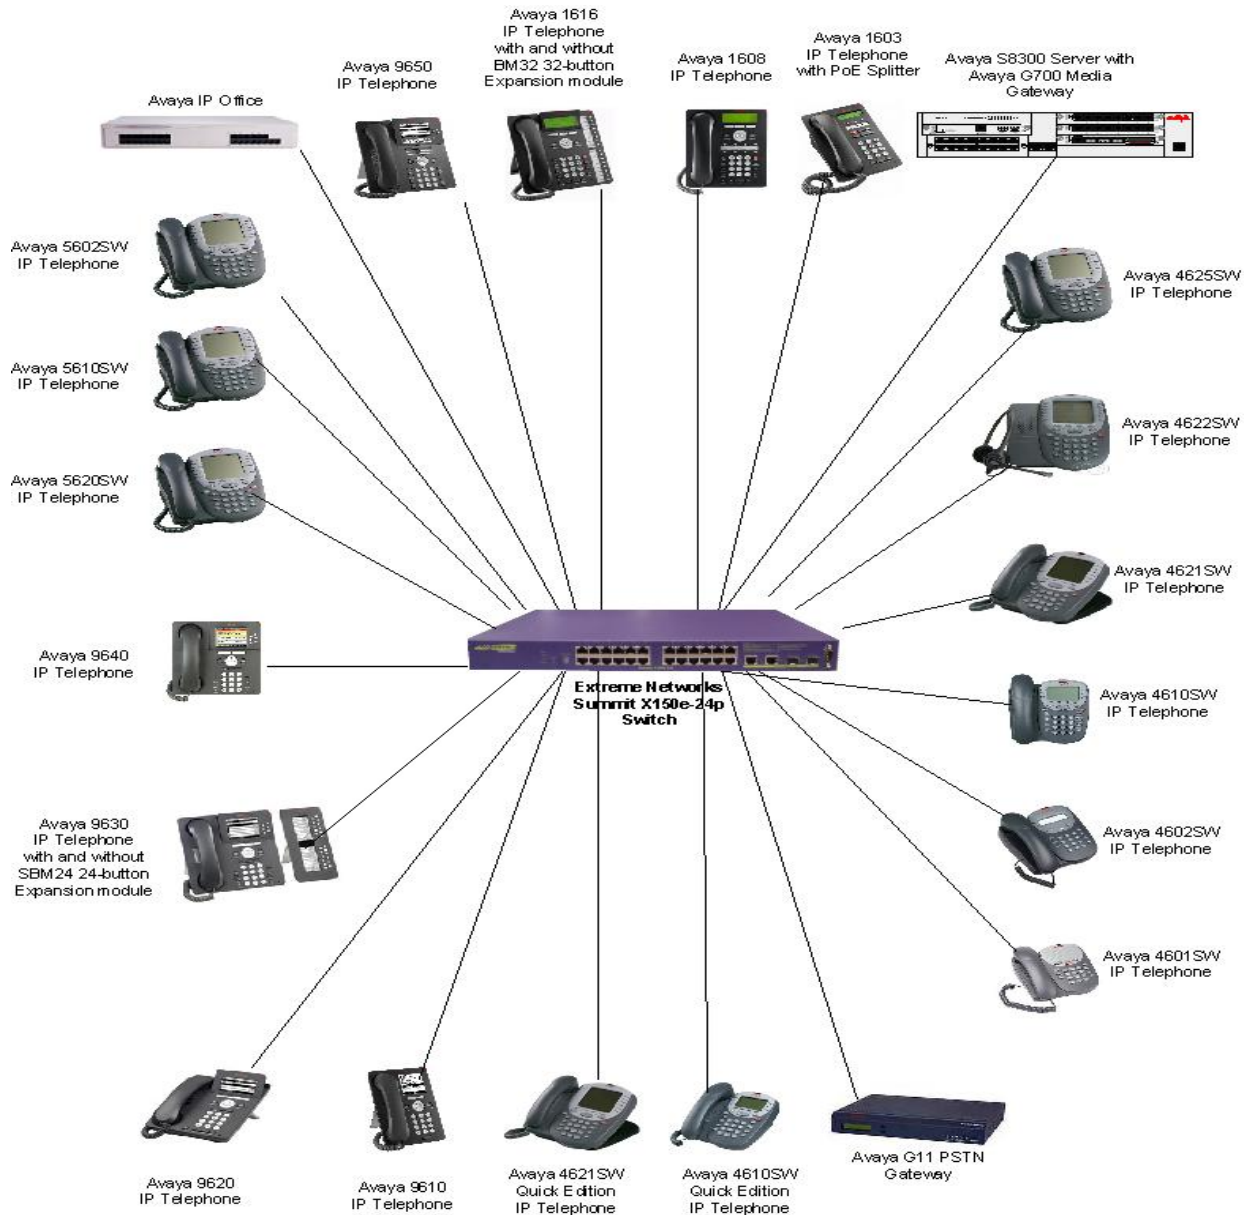 Avaya 1616
IP Telephone
with and without
BM32 32-button
Expansion module
Avaya 9650
IP Telephone
Avaya 1608
IP Telephone
Avaya 1603
IP Telephone
with PoE Splitter
Avaya S8300 Server with
Avaya G700 Media
Gateway
Avaya IP Office
Avaya 5602SW
IP Telephone
Avaya 4625SW
IP Telephone
Avaya 5610SW
IP Telephone
Avaya 4622SW
IP Telephone
Avaya 5620SW
IP Telephone
Avaya 4621SW
IP Telephone
Avaya 9640
IP Telephone
Extreme Networks
Summit X150e-24p
Switch
Avaya 4610SW
IP Telephone
Avaya 9630
IP Telephone
with and without
SBM24 24-button
Expansion module
Avaya 4602SW
IP Telephone
Avaya 4601SW
IP Telephone
Avaya 9620
IP Telephone
Avaya 9610
IP Telephone
Avaya 4621SW
Quick Edition
IP Telephone
Avaya 4610SW
Quick Edition
IP Telephone
Avaya G11 PSTN
Gateway